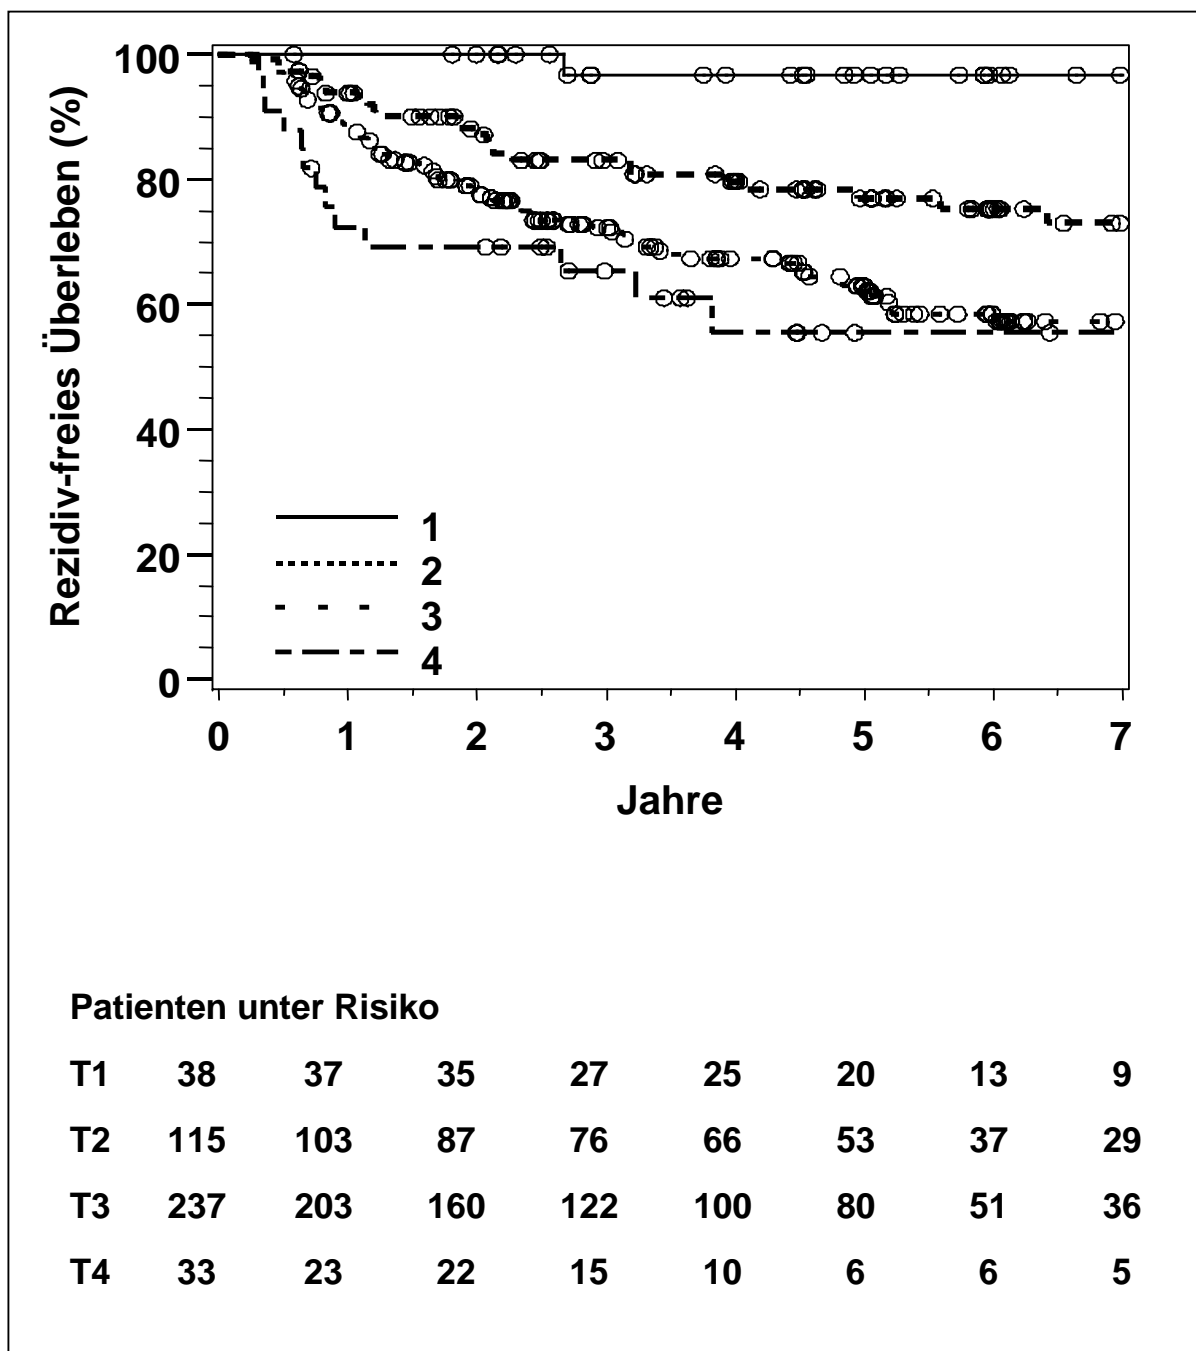 Rezidiv-freies Überleben (%)
100
80
60
40
20
0
1
2
3
4
0 1 2 3 4 5 6 7
Jahre
Patienten unter Risiko
T1 38 37 35 27 25 20 13 9
T2 115 103 87 76 66 53 37 29
T3 237 203 160 122 100 80 51 36
T4 33 23 22 15 10 6 6 5